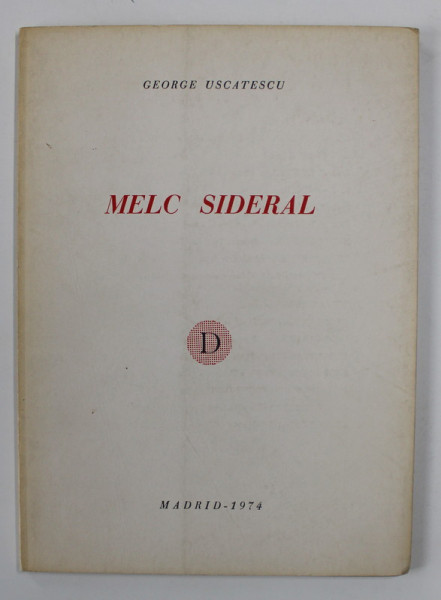 GEORGE USCATESCU
MELC SIDERAL
D
MADRID-1974